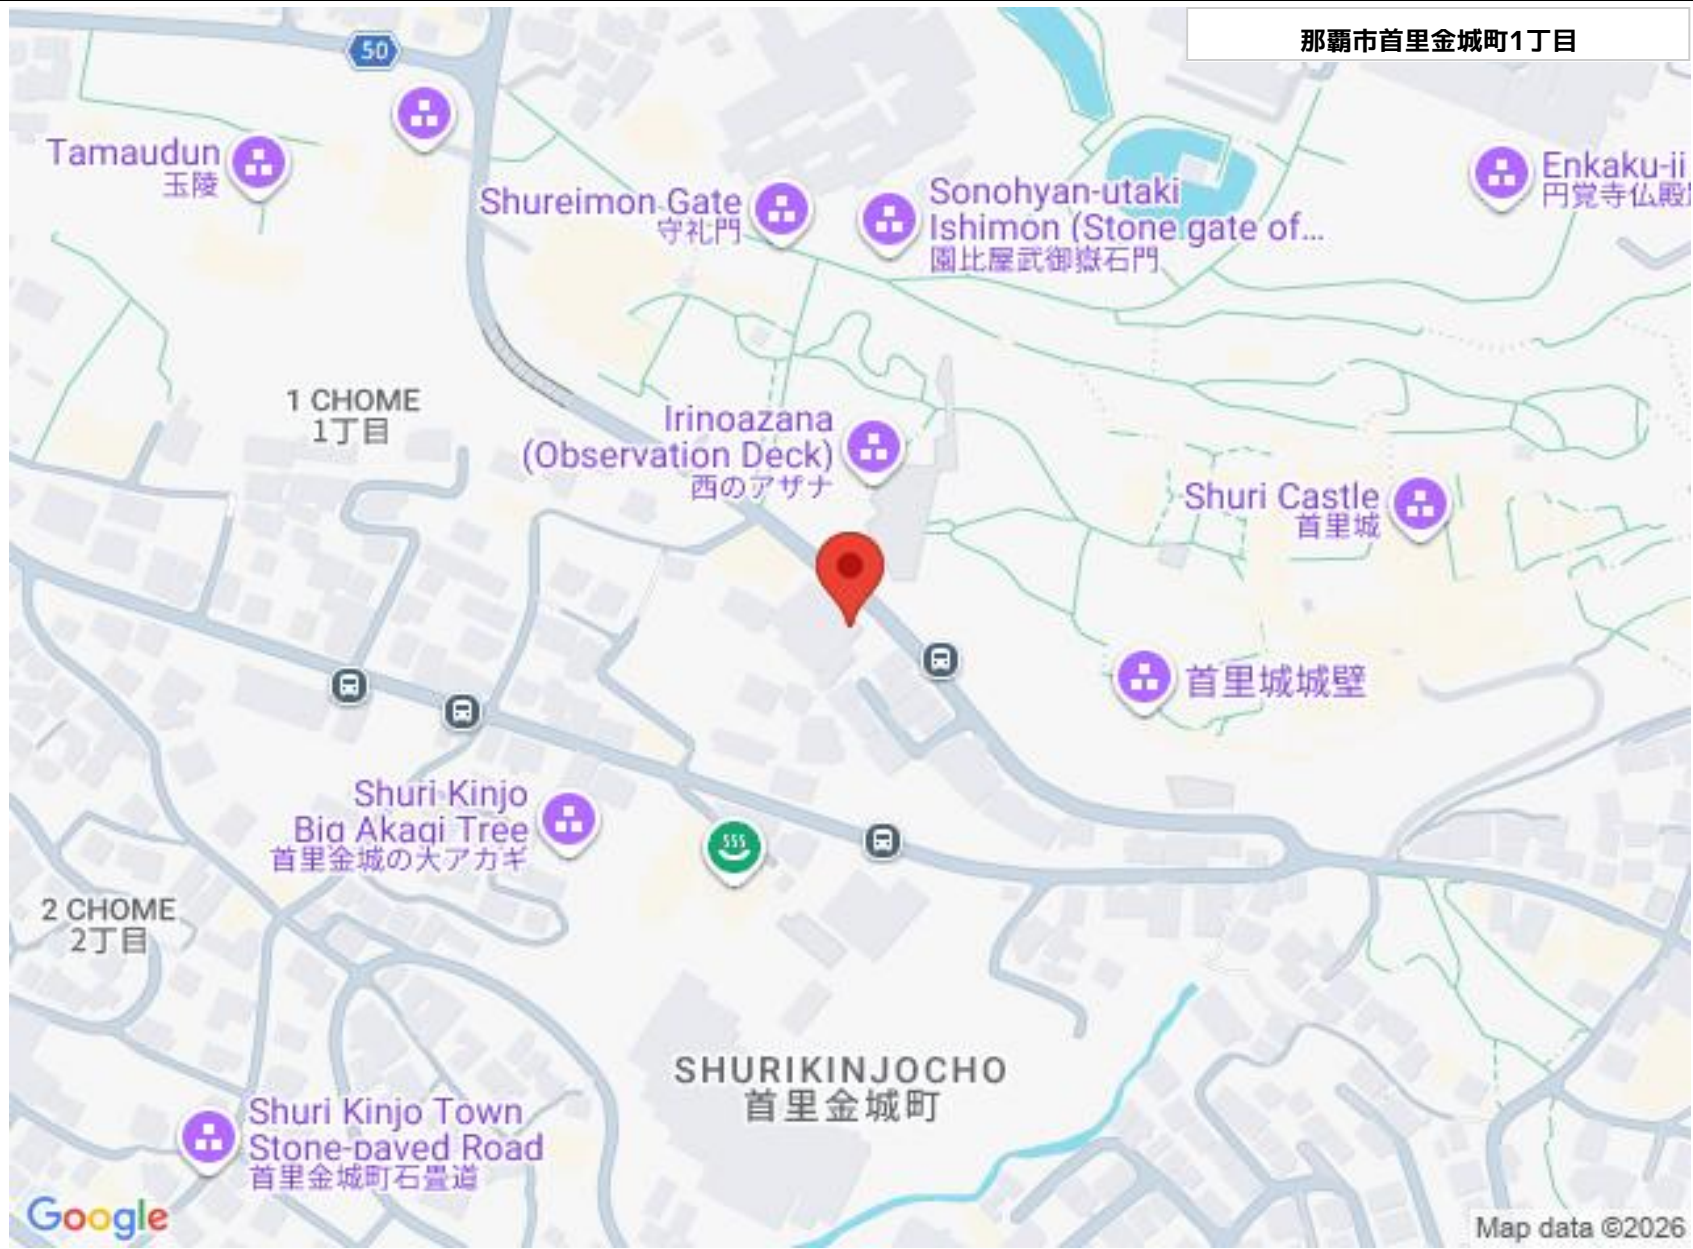 那覇市首里金城町1丁目
50
Tamaudun
玉陵
Shureimon Gate
守礼門
Sonohyan-utaki
Ishimon (Stone gate of...
園比屋武御嶽石門
Enkaku-ji
円覚寺仏殿
1 CHOME
1丁目
Irinoazana
(Observation Deck)
西のアザナ
Shuri Castle
首里城
首里城城壁
Shuri Kinjo
Big Akagi Tree
首里金城の大アカギ
2 CHOME
2丁目
SHURIKINJOCHO
首里金城町
Shuri Kinjo Town
Stone-paved Road
首里金城町石畳道
Google
Map data ©2026